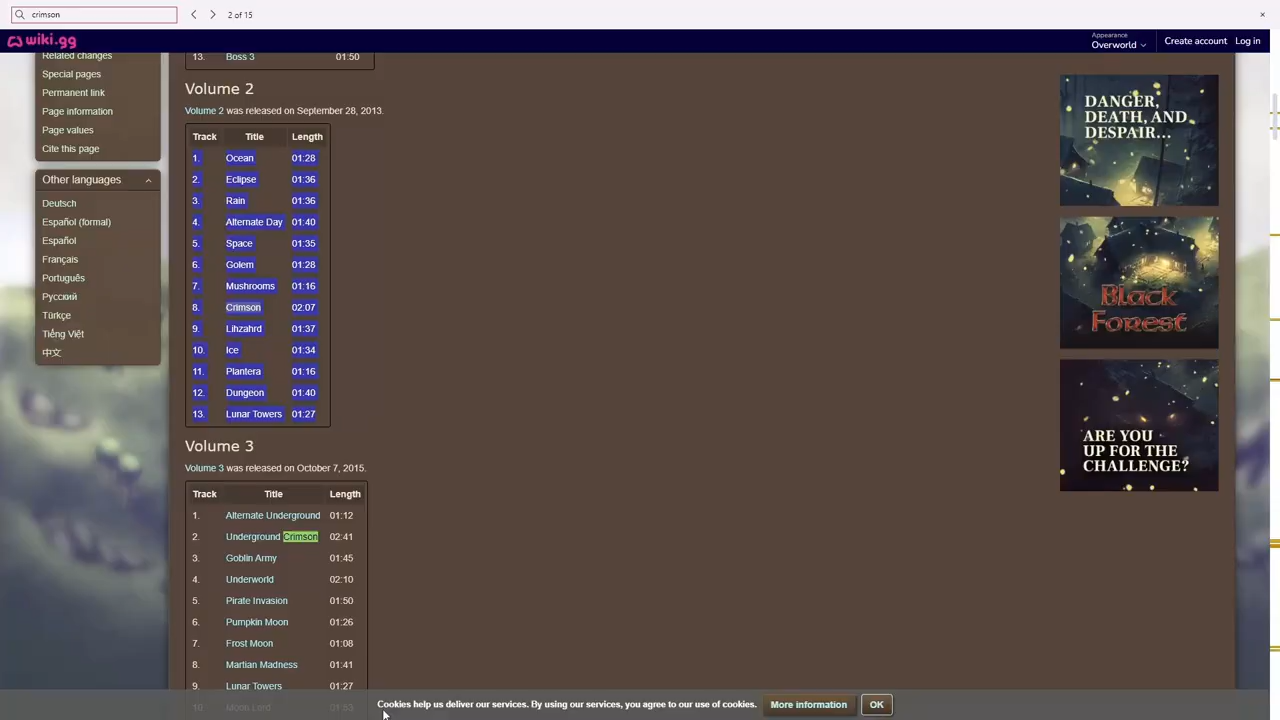 crimson
2 of 15
wiki.gg
Appearance
Overworld
Create account
Log in
Related changes
Special pages
Permanent link
Page information
Page values
Cite this page
Other languages
Deutsch
Español (formal)
Español
Français
Português
Русский
Türkçe
Tiếng Việt
中文
13. Boss 3 01:50
Volume 2
Volume 2 was released on September 28, 2013.
Track Title Length
1. Ocean 01:28
2. Eclipse 01:36
3. Rain 01:36
4. Alternate Day 01:40
5. Space 01:35
6. Golem 01:28
7. Mushrooms 01:16
8. Crimson 02:07
9. Lihzahrd 01:37
10. Ice 01:34
11. Plantera 01:16
12. Dungeon 01:40
13. Lunar Towers 01:27
Volume 3
Volume 3 was released on October 7, 2015.
Track Title Length
1. Alternate Underground 01:12
2. Underground Crimson 02:41
3. Goblin Army 01:45
4. Underworld 02:10
5. Pirate Invasion 01:50
6. Pumpkin Moon 01:26
7. Frost Moon 01:08
8. Martian Madness 01:41
9. Lunar Towers 01:27
10. Moon Lord
DANGER,
DEATH, AND
DESPAIR...
Black
Forest
ARE YOU
UP FOR THE
CHALLENGE?
Cookies help us deliver our services. By using our services, you agree to our use of cookies.
More information
OK